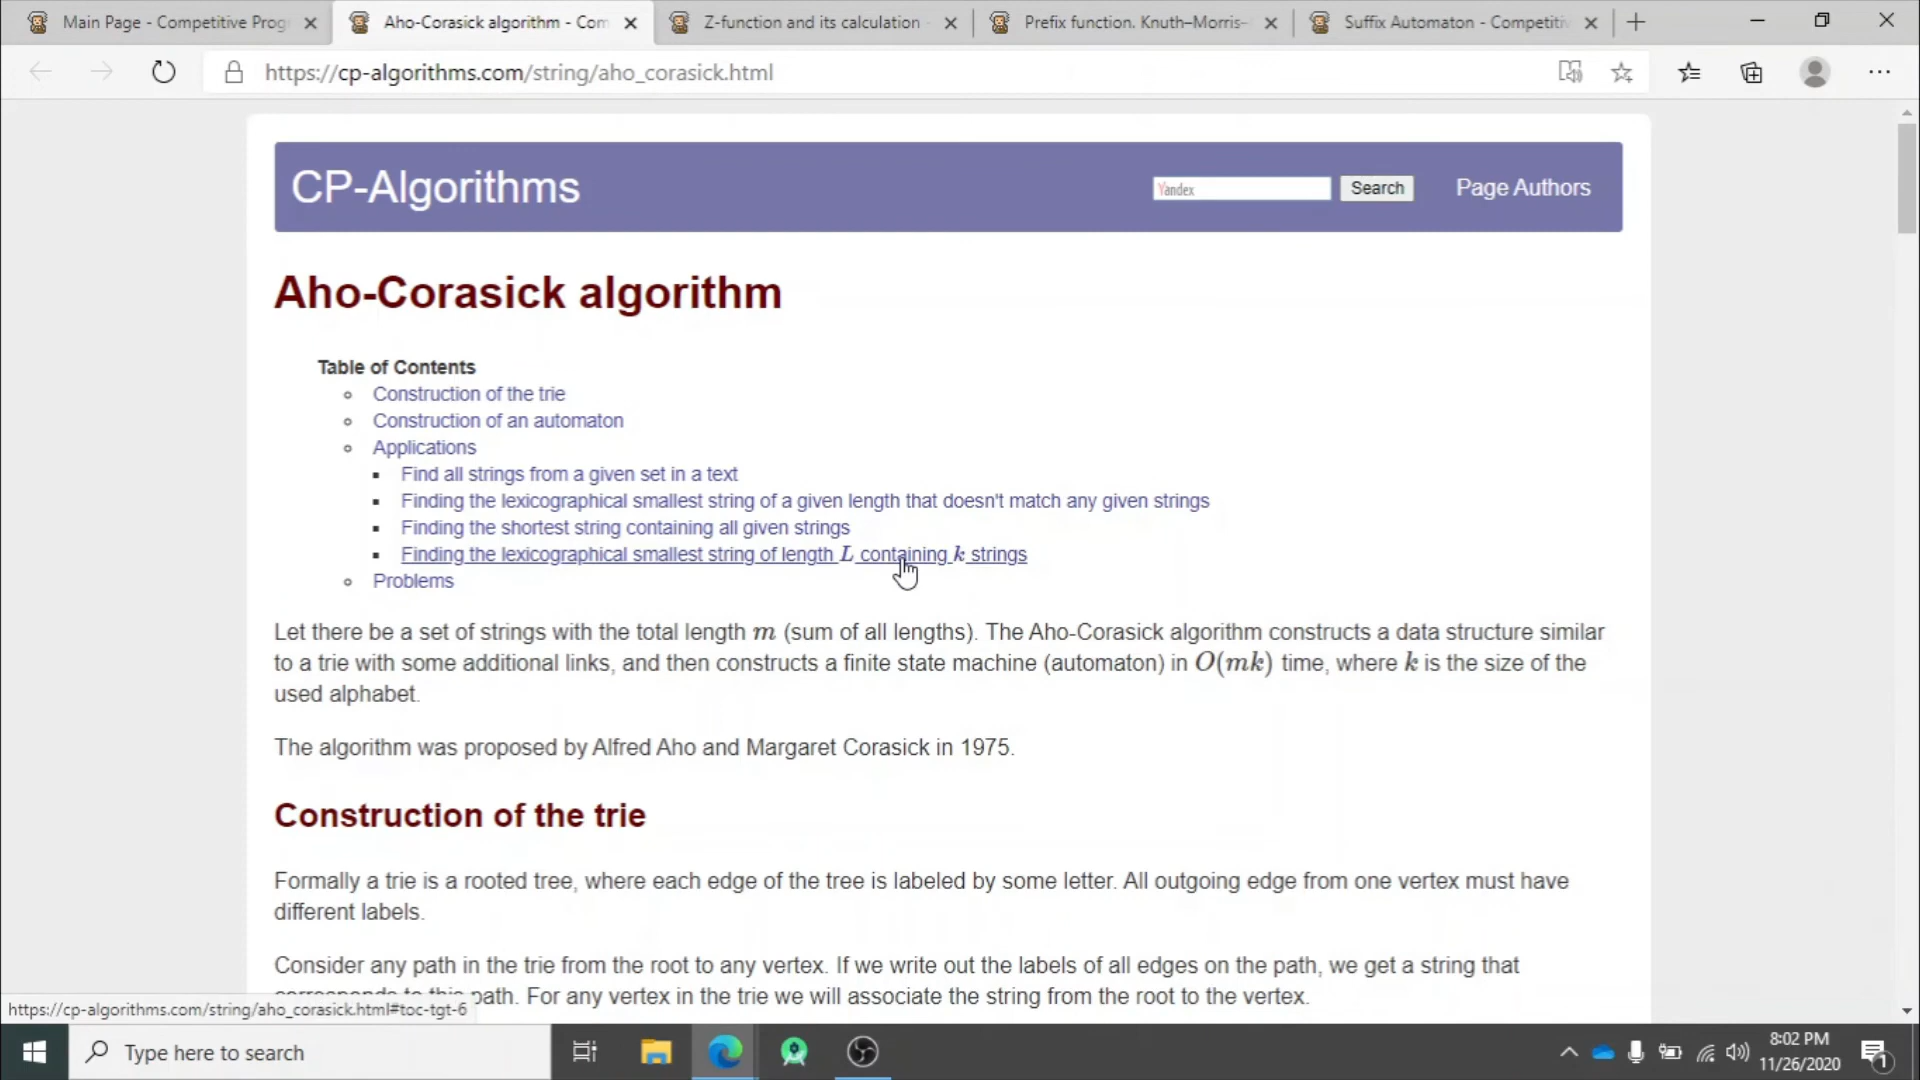 Main Page - Competitive Prog
Aho-Corasick algorithm - Com
Z-function and its calculation -
Prefix function. Knuth–Morris–
Suffix Automaton - Competitiv
https://cp-algorithms.com/string/aho_corasick.html
CP-Algorithms
Yandex
Search
Page Authors
Aho-Corasick algorithm
Table of Contents
Construction of the trie
Construction of an automaton
Applications
Find all strings from a given set in a text
Finding the lexicographical smallest string of a given length that doesn't match any given strings
Finding the shortest string containing all given strings
Finding the lexicographical smallest string of length L containing k strings
Problems
Let there be a set of strings with the total length m (sum of all lengths). The Aho-Corasick algorithm constructs a data structure similar
to a trie with some additional links, and then constructs a finite state machine (automaton) in O(mk) time, where k is the size of the
used alphabet.
The algorithm was proposed by Alfred Aho and Margaret Corasick in 1975.
Construction of the trie
Formally a trie is a rooted tree, where each edge of the tree is labeled by some letter. All outgoing edge from one vertex must have
different labels.
Consider any path in the trie from the root to any vertex. If we write out the labels of all edges on the path, we get a string that
corresponds to this path. For any vertex in the trie we will associate the string from the root to the vertex.
https://cp-algorithms.com/string/aho_corasick.html#toc-tgt-6
Type here to search
8:02 PM
11/26/2020
1